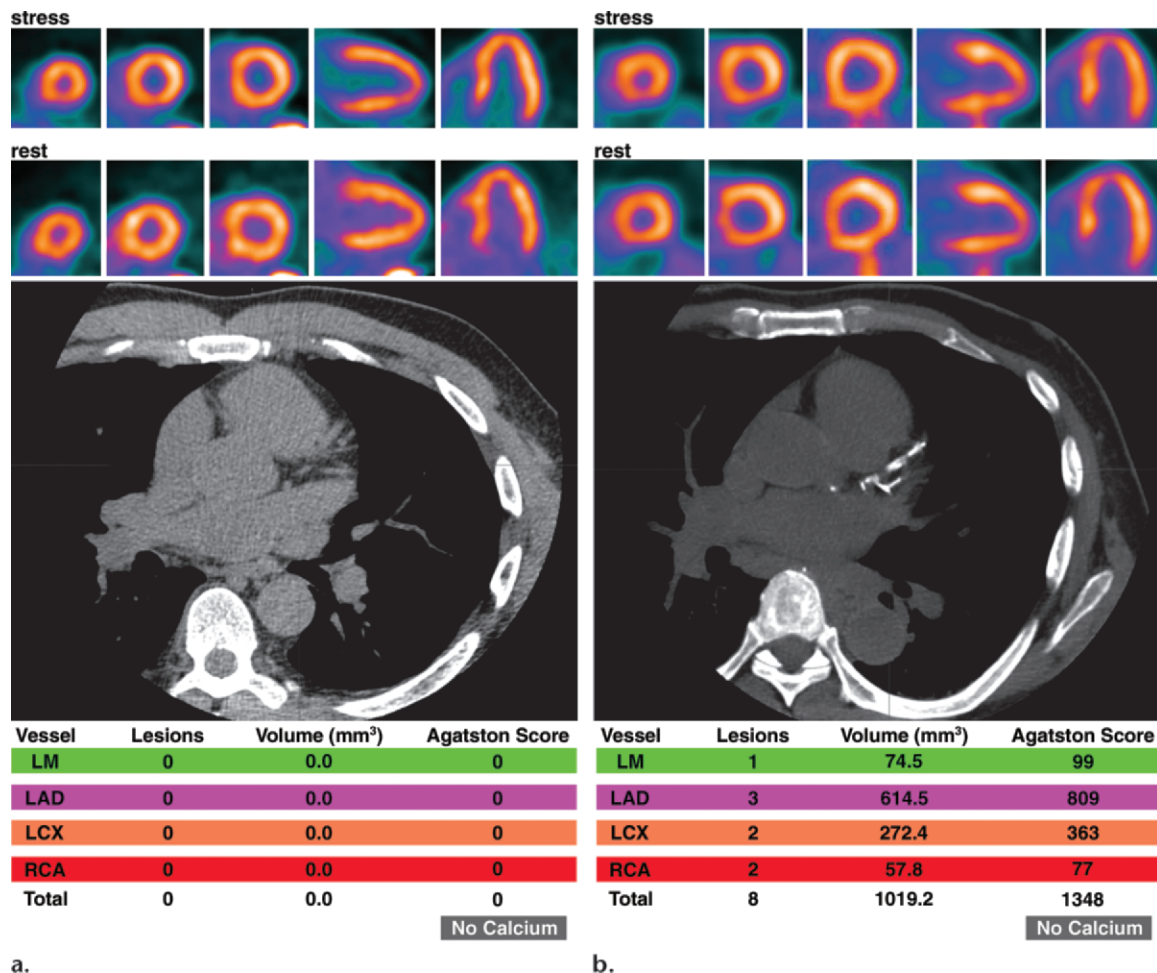 stress
stress
rest
rest
Vessel Lesions Volume (mm³) Agatston Score
LM 0 0.0 0
LAD 0 0.0 0
LCX 0 0.0 0
RCA 0 0.0 0
Total 0 0.0 0
No Calcium
a.
Vessel Lesions Volume (mm³) Agatston Score
LM 1 74.5 99
LAD 3 614.5 809
LCX 2 272.4 363
RCA 2 57.8 77
Total 8 1019.2 1348
No Calcium
b.